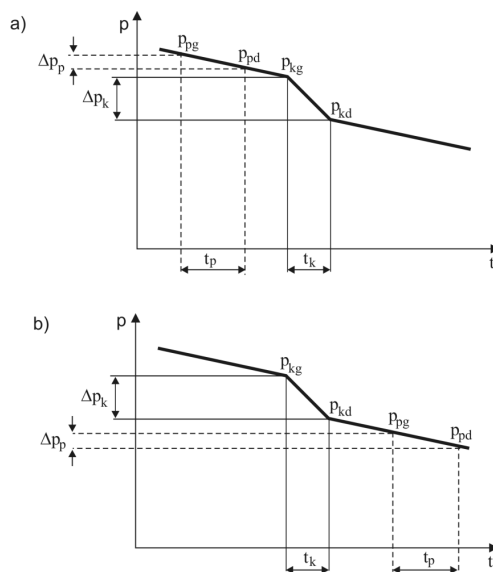 a)
p
p_pg
p_pd
p_kg
Δp_p
Δp_k
p_kd
t_p
t_k
t
b)
p
p_kg
Δp_k
p_kd
p_pg
p_pd
Δp_p
t_k
t_p
t